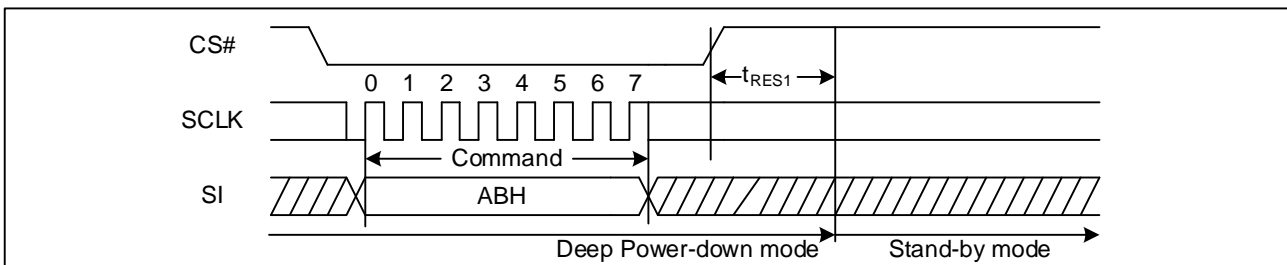 CS#
tRES1
0 1 2 3 4 5 6 7
SCLK
Command
SI
ABH
Deep Power-down mode
Stand-by mode